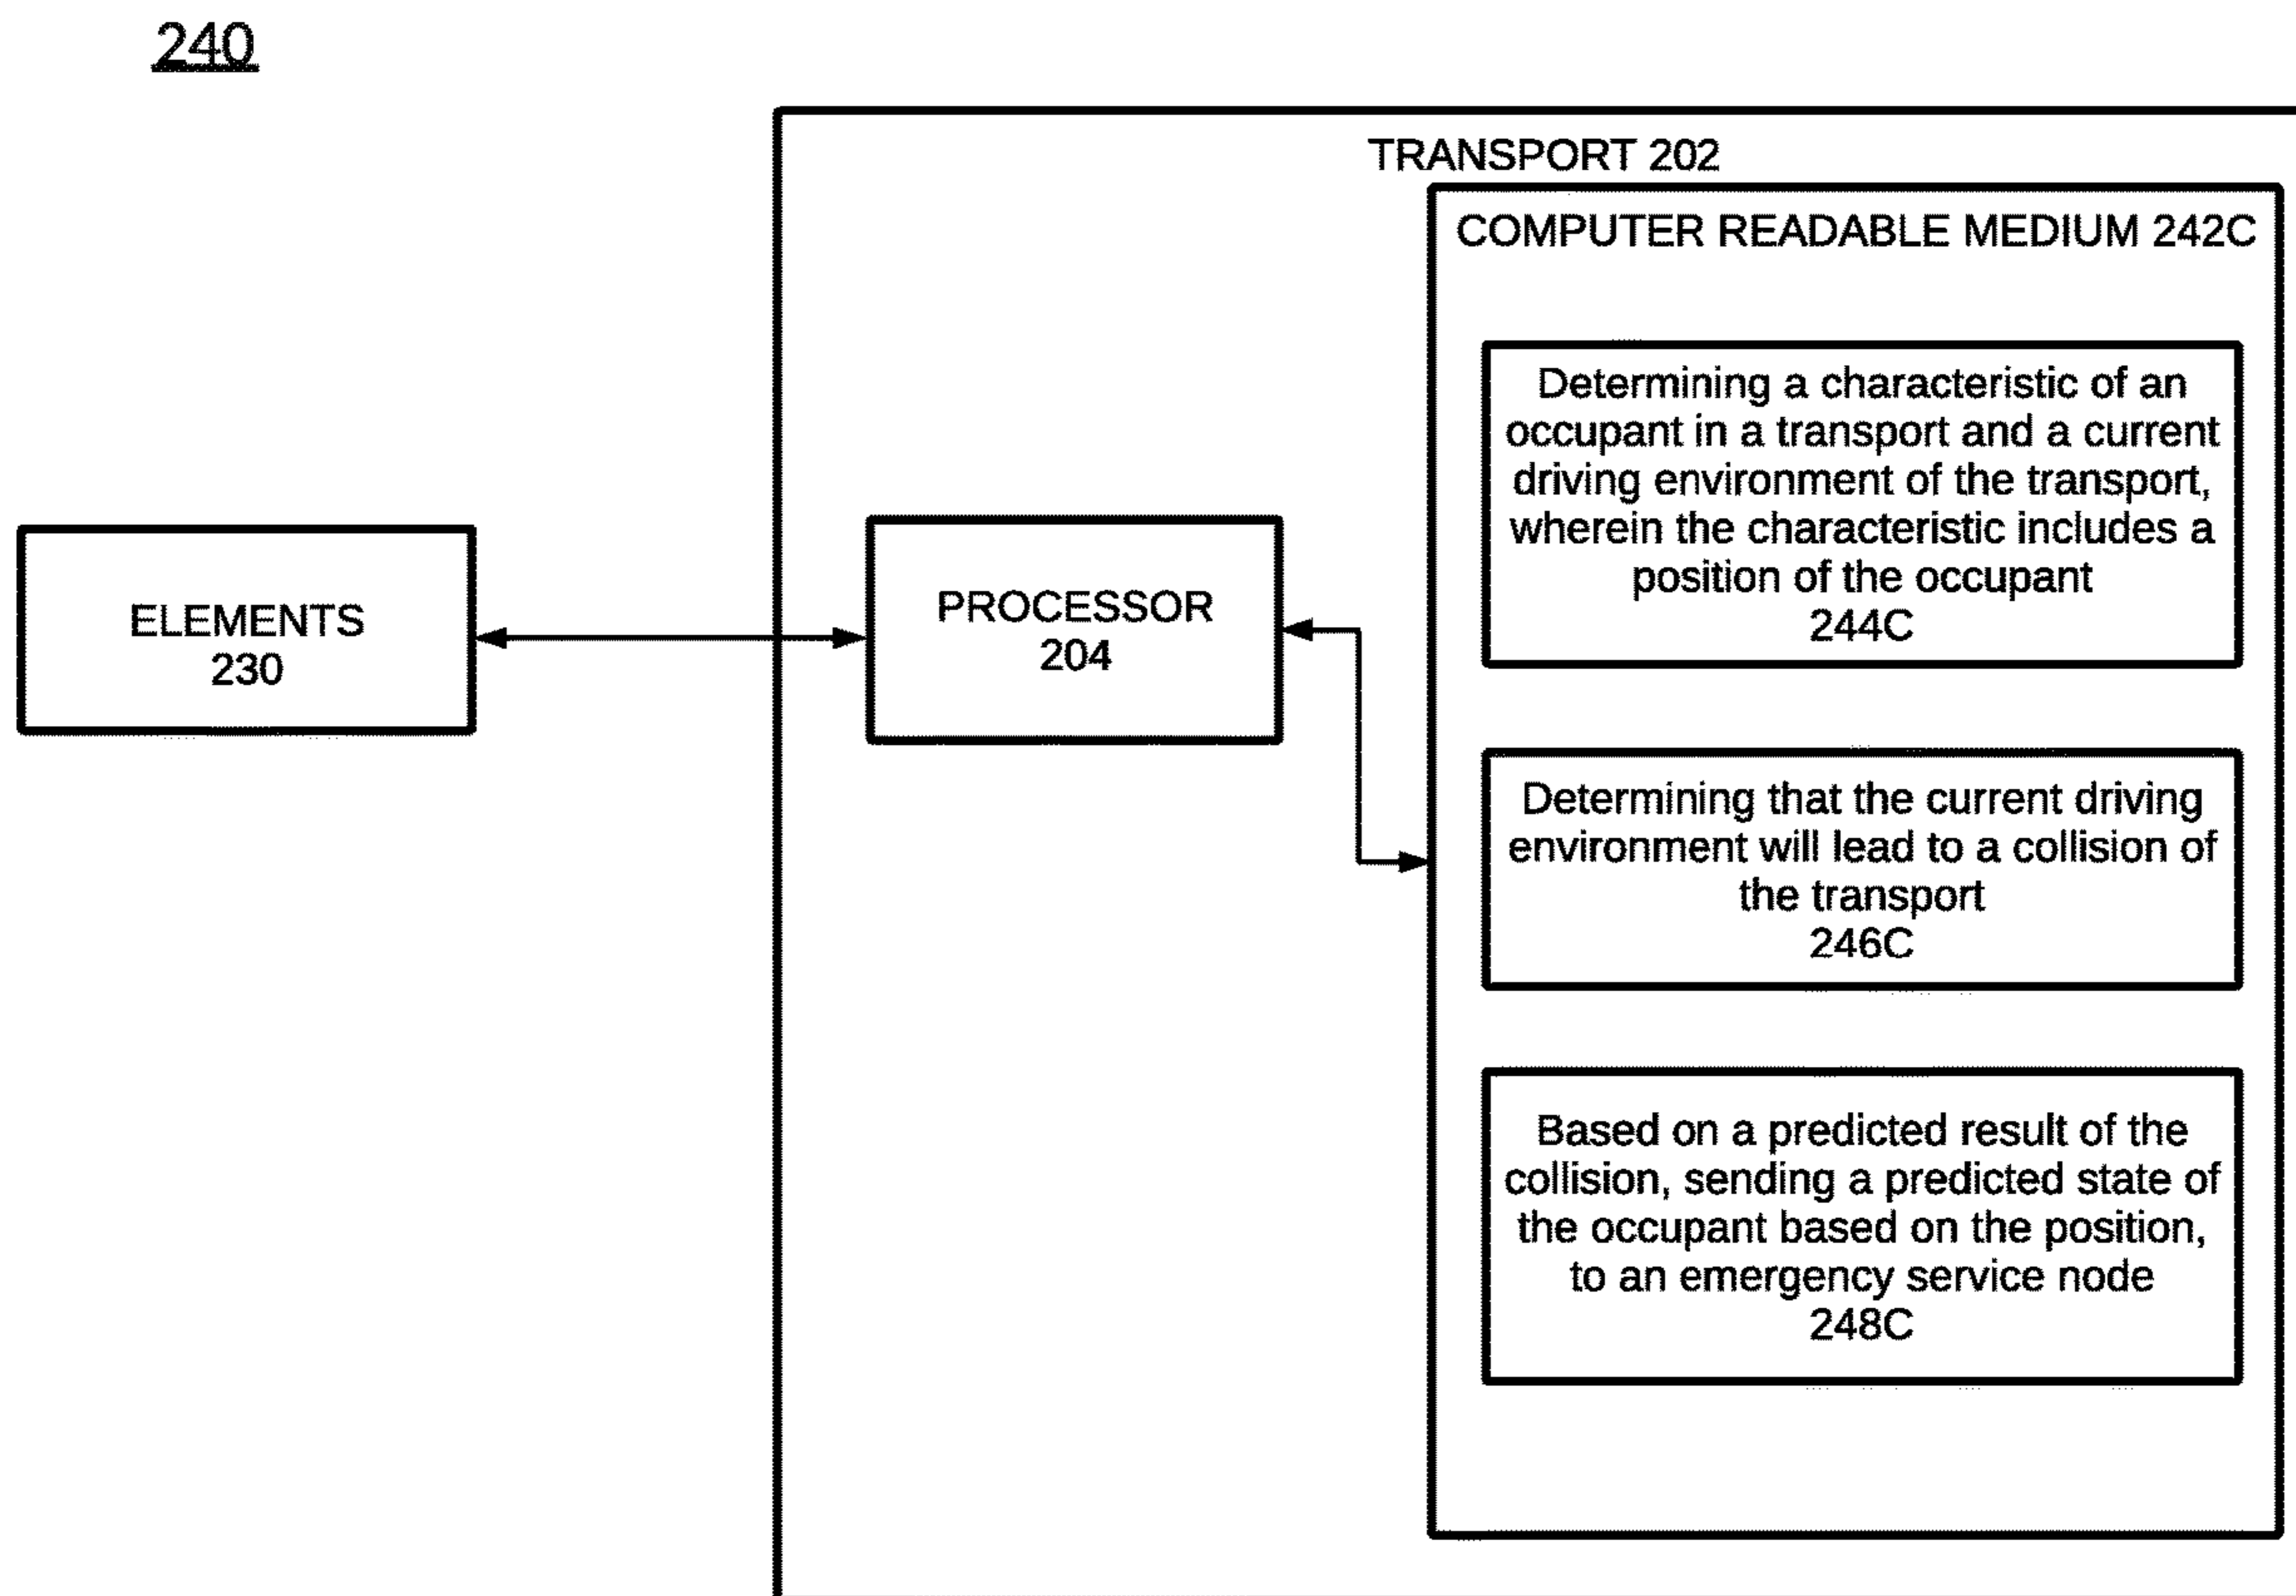 240
TRANSPORT 202
COMPUTER READABLE MEDIUM 242C
Determining a characteristic of an
occupant in a transport and a current
driving environment of the transport,
wherein the characteristic includes a
position of the occupant
244C
ELEMENTS
230
PROCESSOR
204
Determining that the current driving
environment will lead to a collision of
the transport
246C
Based on a predicted result of the
collision, sending a predicted state of
the occupant based on the position,
to an emergency service node
248C